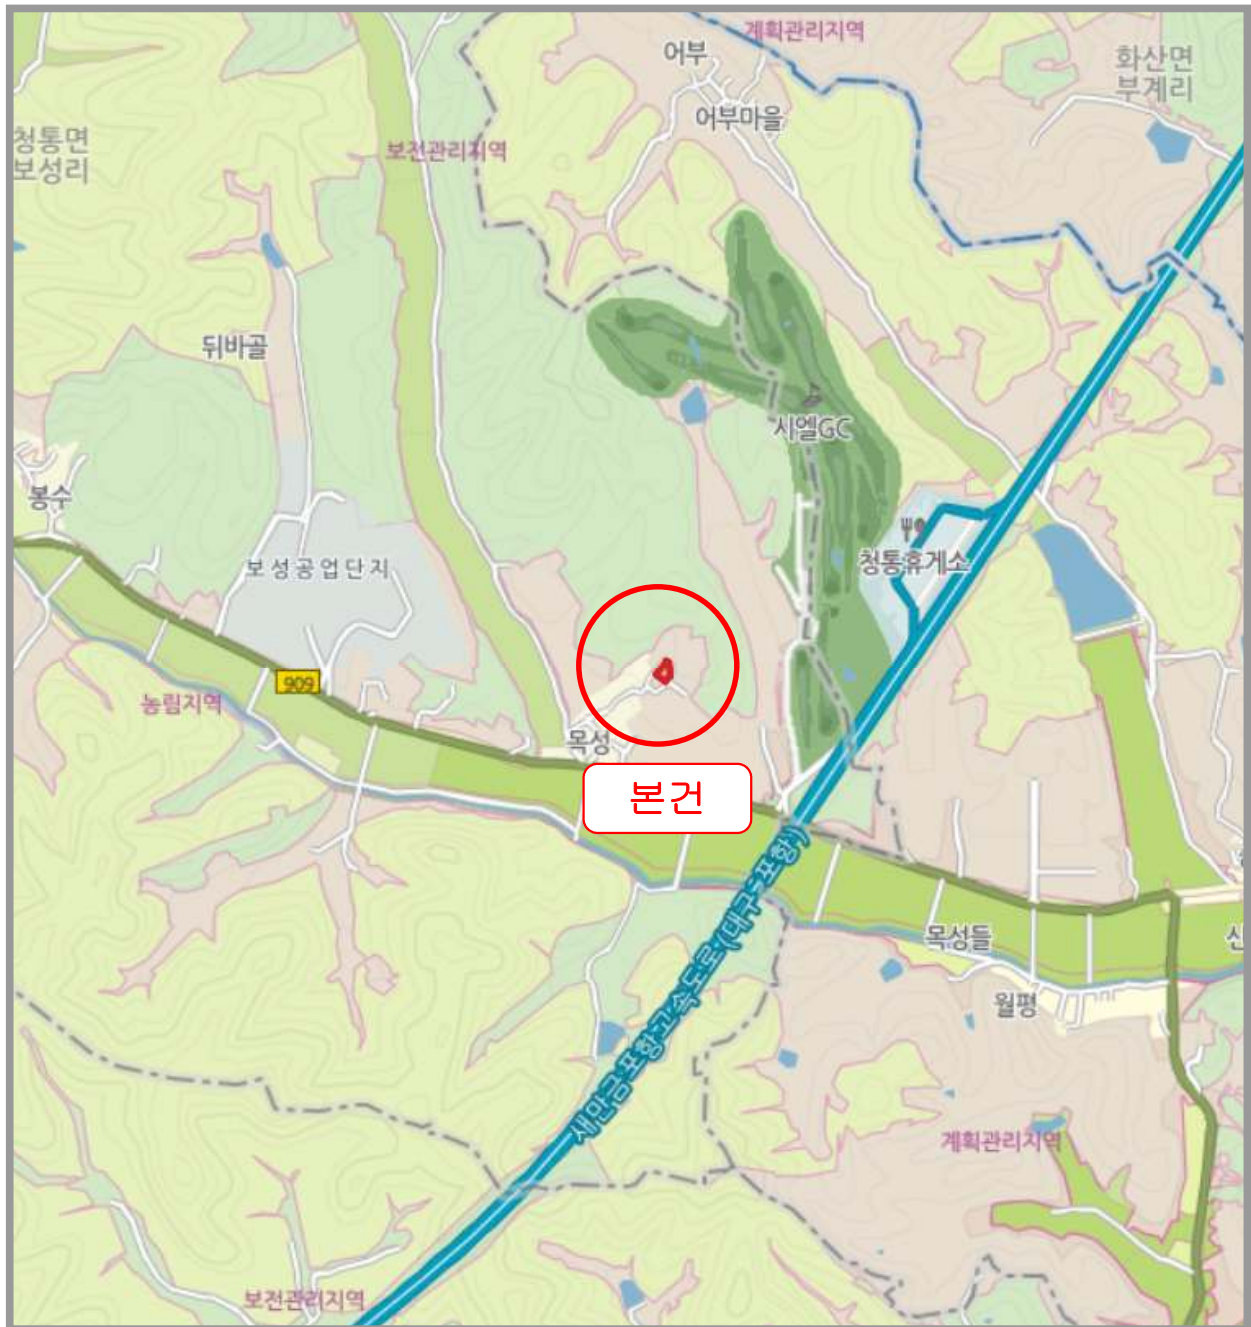 계획관리지역
어부
화산면
부계리
어부마을
청통면
보성리
보전관리지역
뒤바골
시엘GC
봉수
청통휴게소
보성공업단지
909
농림지역
목성
본건
새만금포항고속도로(대구-포항)
목성들
월평
계획관리지역
보전관리지역